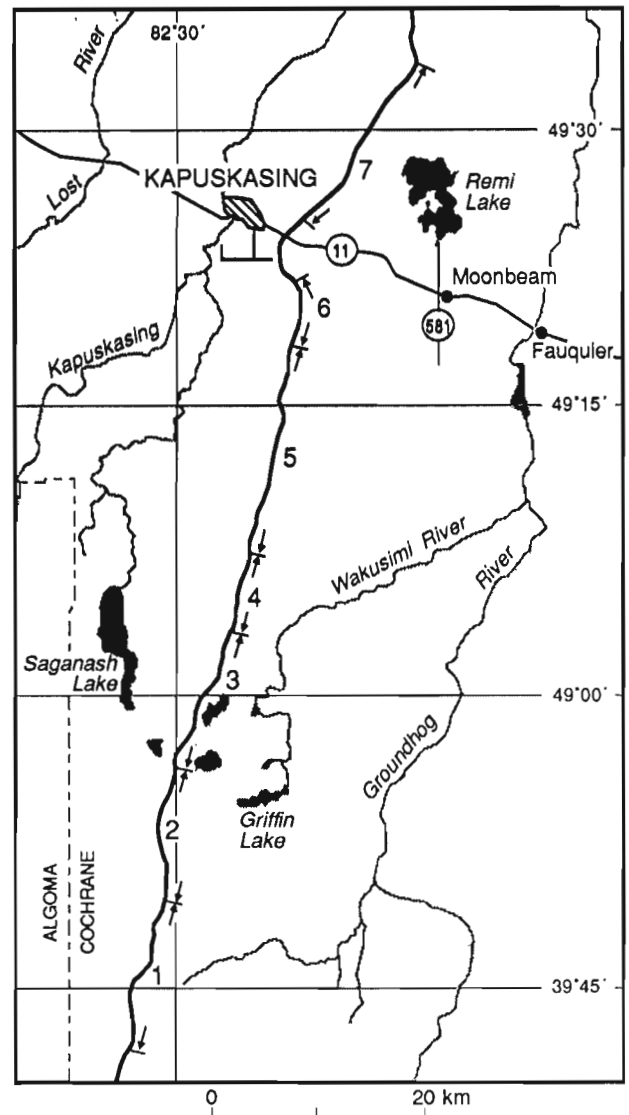 82°30'
River
49°30'
KAPUSKASING
7
Lost
Remi
Lake
11
Moonbeam
6
581
Kapuskasing
Fauquier
49°15'
5
Wakusimi River
River
4
Saganash
Lake
3
49°00'
Groundhog
2
Griffin
Lake
ALGOMA
COCHRANE
1
39°45'
0 20 km